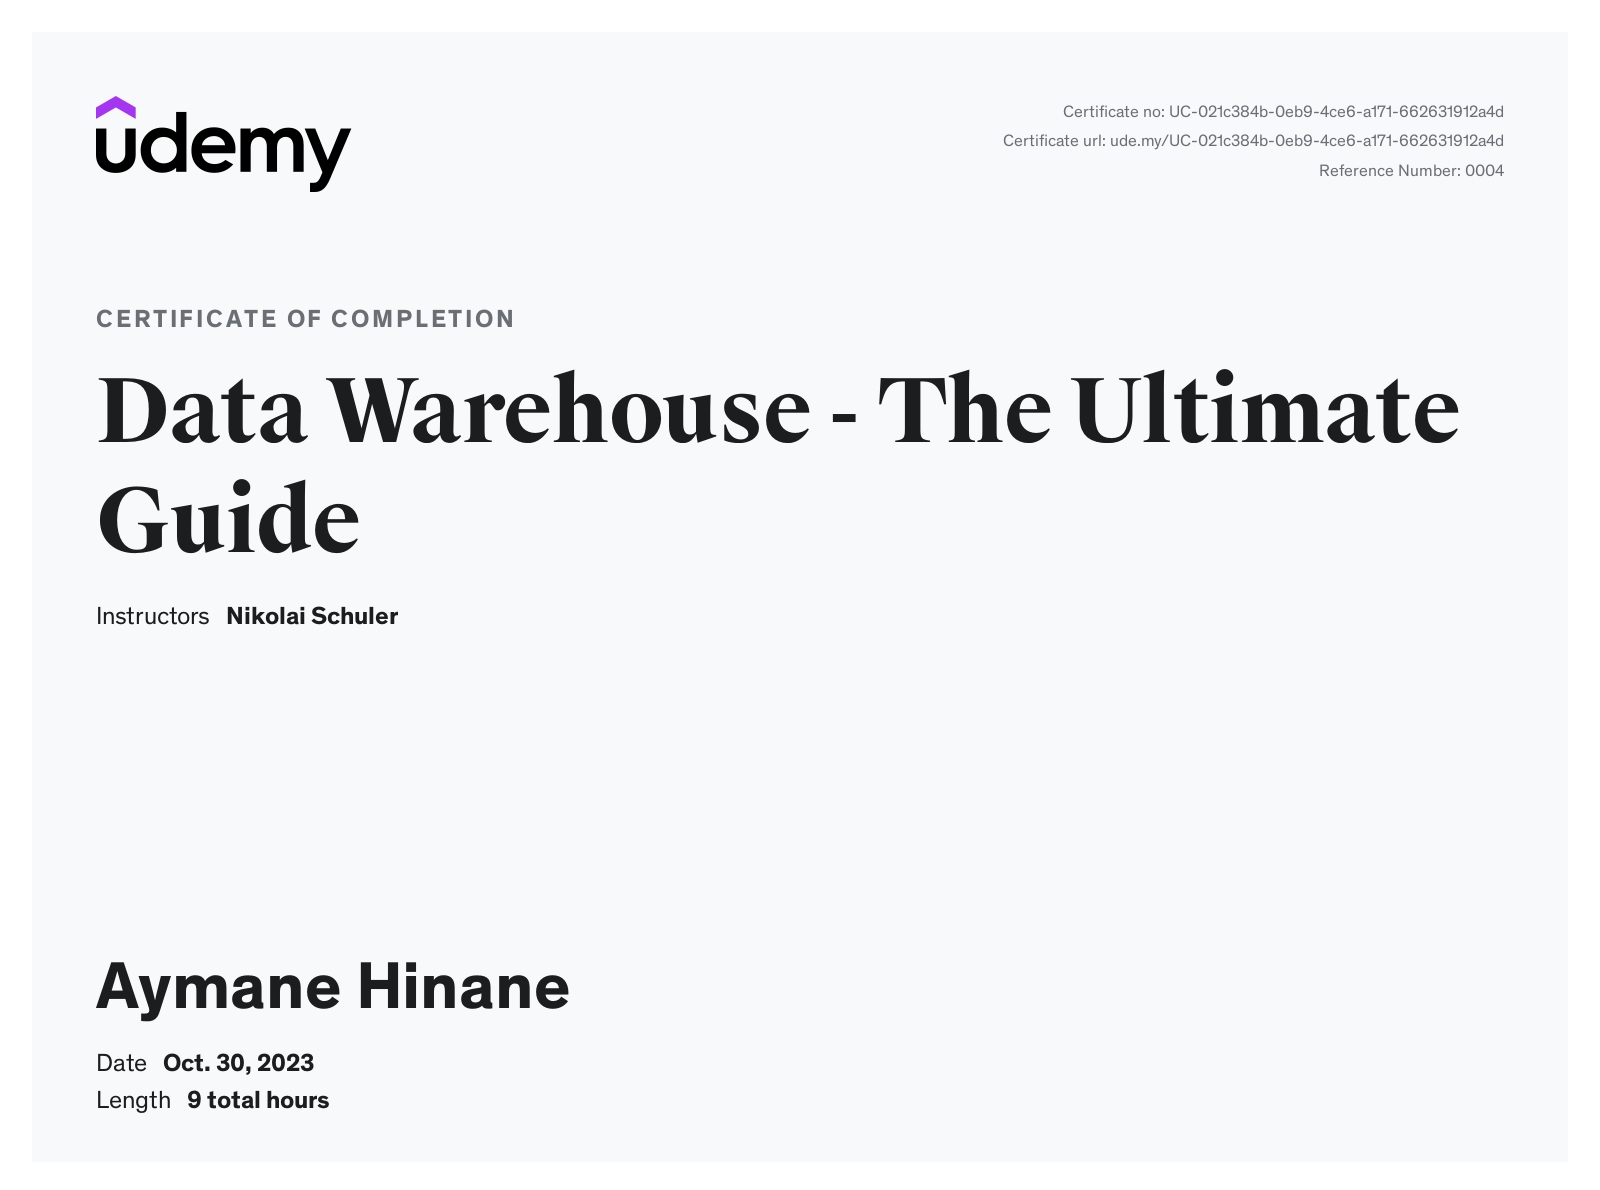 udemy
Certificate no: UC-021c384b-0eb9-4ce6-a171-662631912a4d
Certificate url: ude.my/UC-021c384b-0eb9-4ce6-a171-662631912a4d
Reference Number: 0004
CERTIFICATE OF COMPLETION
Data Warehouse - The Ultimate
Guide
Instructors Nikolai Schuler
Aymane Hinane
Date Oct. 30, 2023
Length 9 total hours